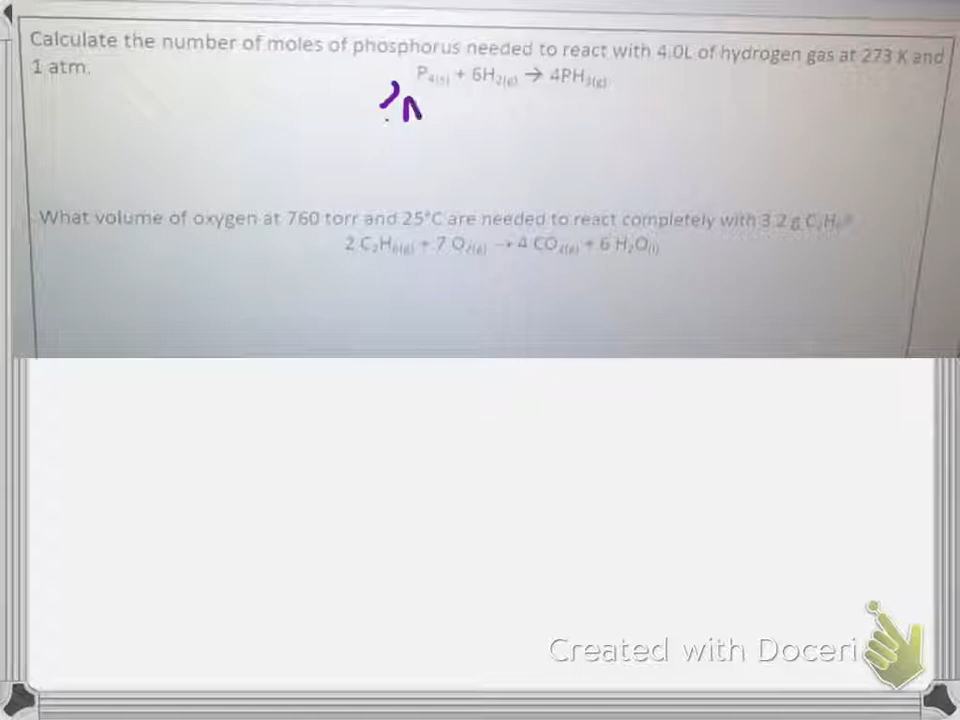 Calculate the number of moles of phosphorus needed to react with 4.0L of hydrogen gas at 273 K and
1 atm.
P4(s) + 6H2(g) → 4PH3(g)
?n
What volume of oxygen at 760 torr and 25°C are needed to react completely with 3.2 g C2H6?
2 C2H6(g) + 7 O2(g) → 4 CO2(g) + 6 H2O(l)
Created with Doceri